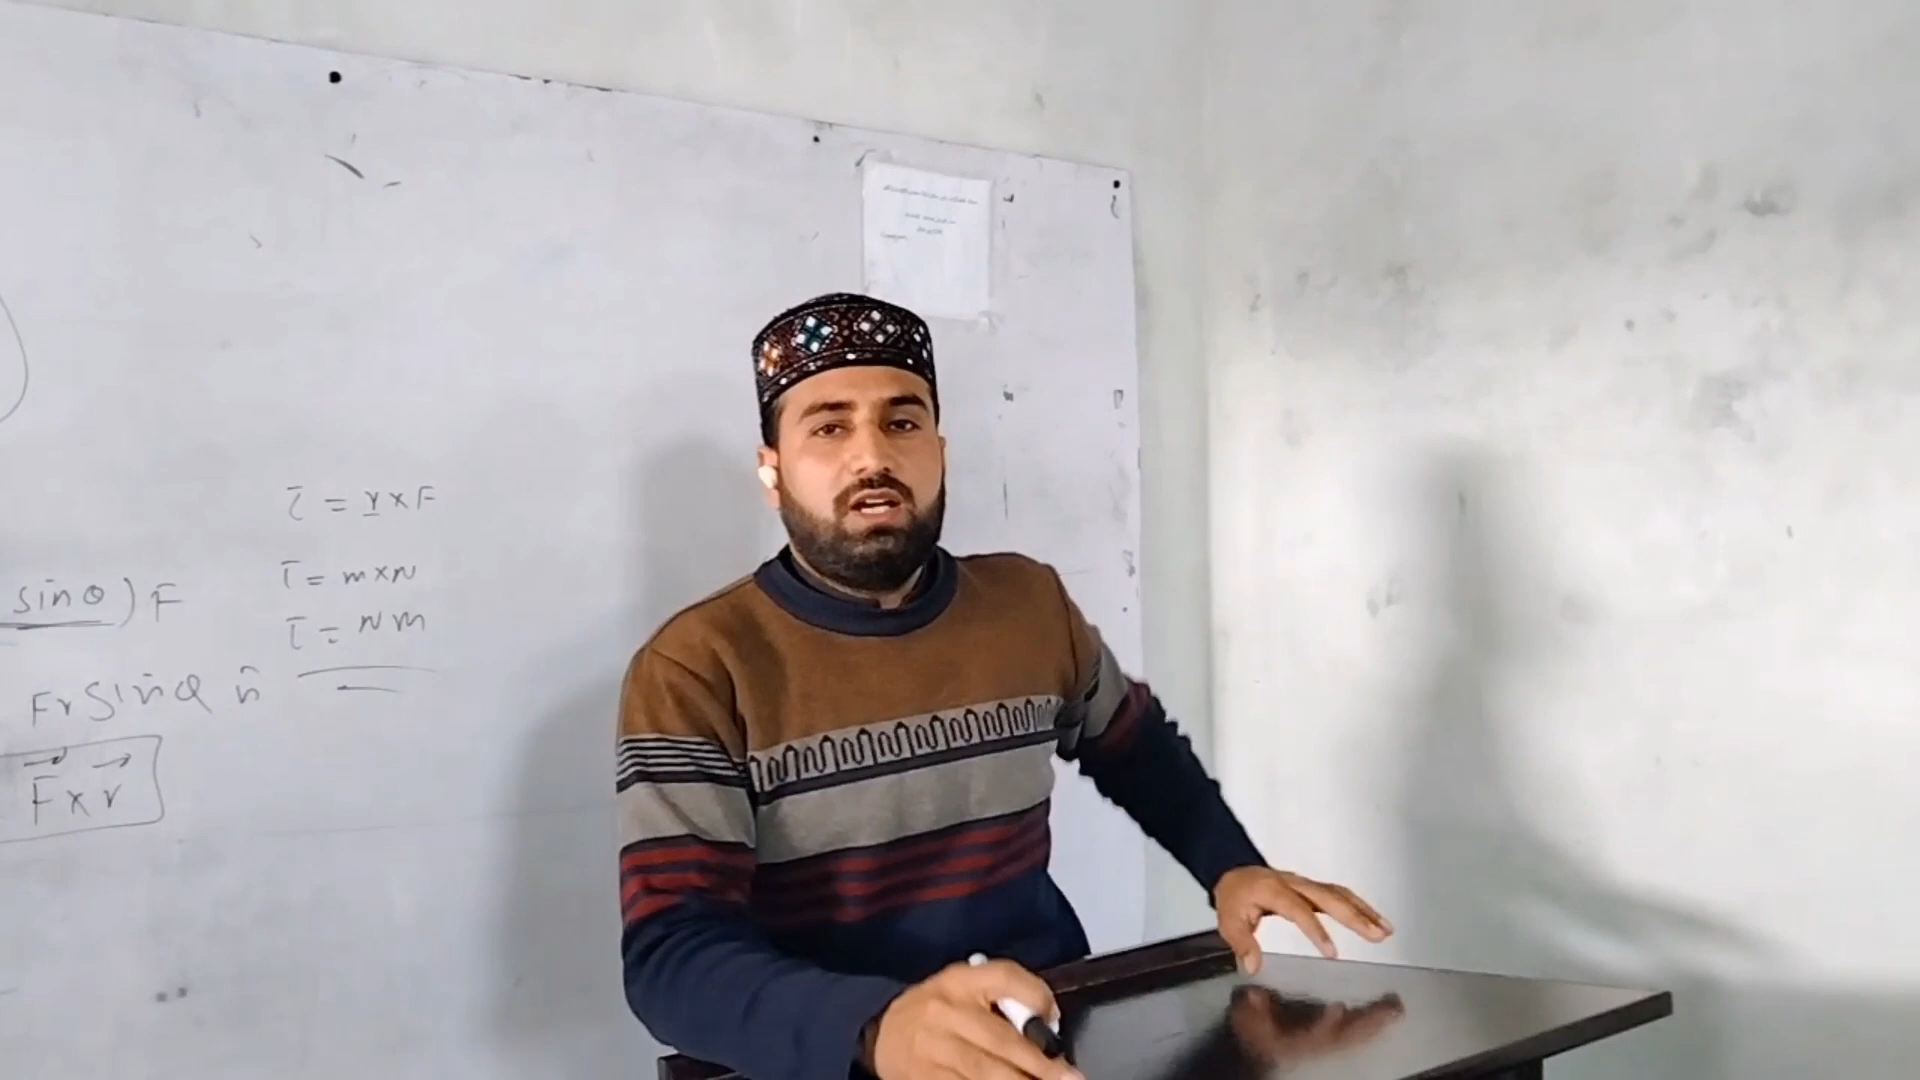 τ = r x F
τ = m x N
τ = N m
sinθ) F
F r Sinθ n̂
F⃗ x r⃗